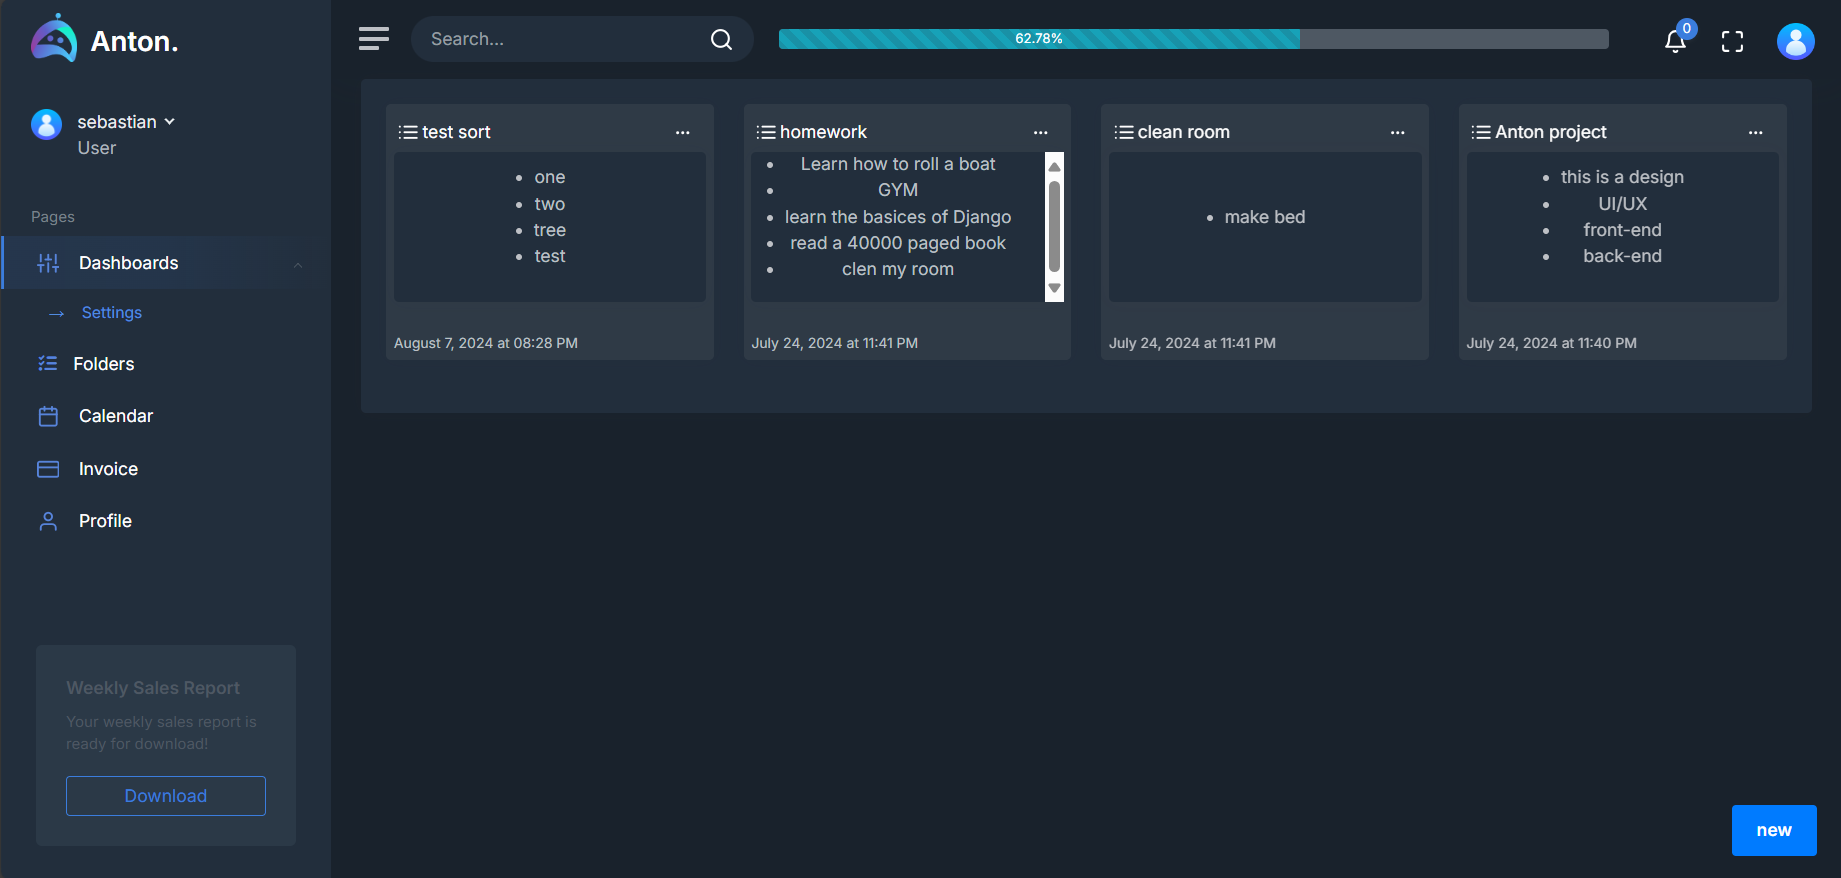 Anton.
sebastian
User
Pages
Dashboards
Settings
Folders
Calendar
Invoice
Profile
Weekly Sales Report
Your weekly sales report is
ready for download!
Download
Search...
62.78%
0
test sort
one
two
tree
test
August 7, 2024 at 08:28 PM
homework
Learn how to roll a boat
GYM
learn the basices of Django
read a 40000 paged book
clen my room
July 24, 2024 at 11:41 PM
clean room
make bed
July 24, 2024 at 11:41 PM
Anton project
this is a design
UI/UX
front-end
back-end
July 24, 2024 at 11:40 PM
new